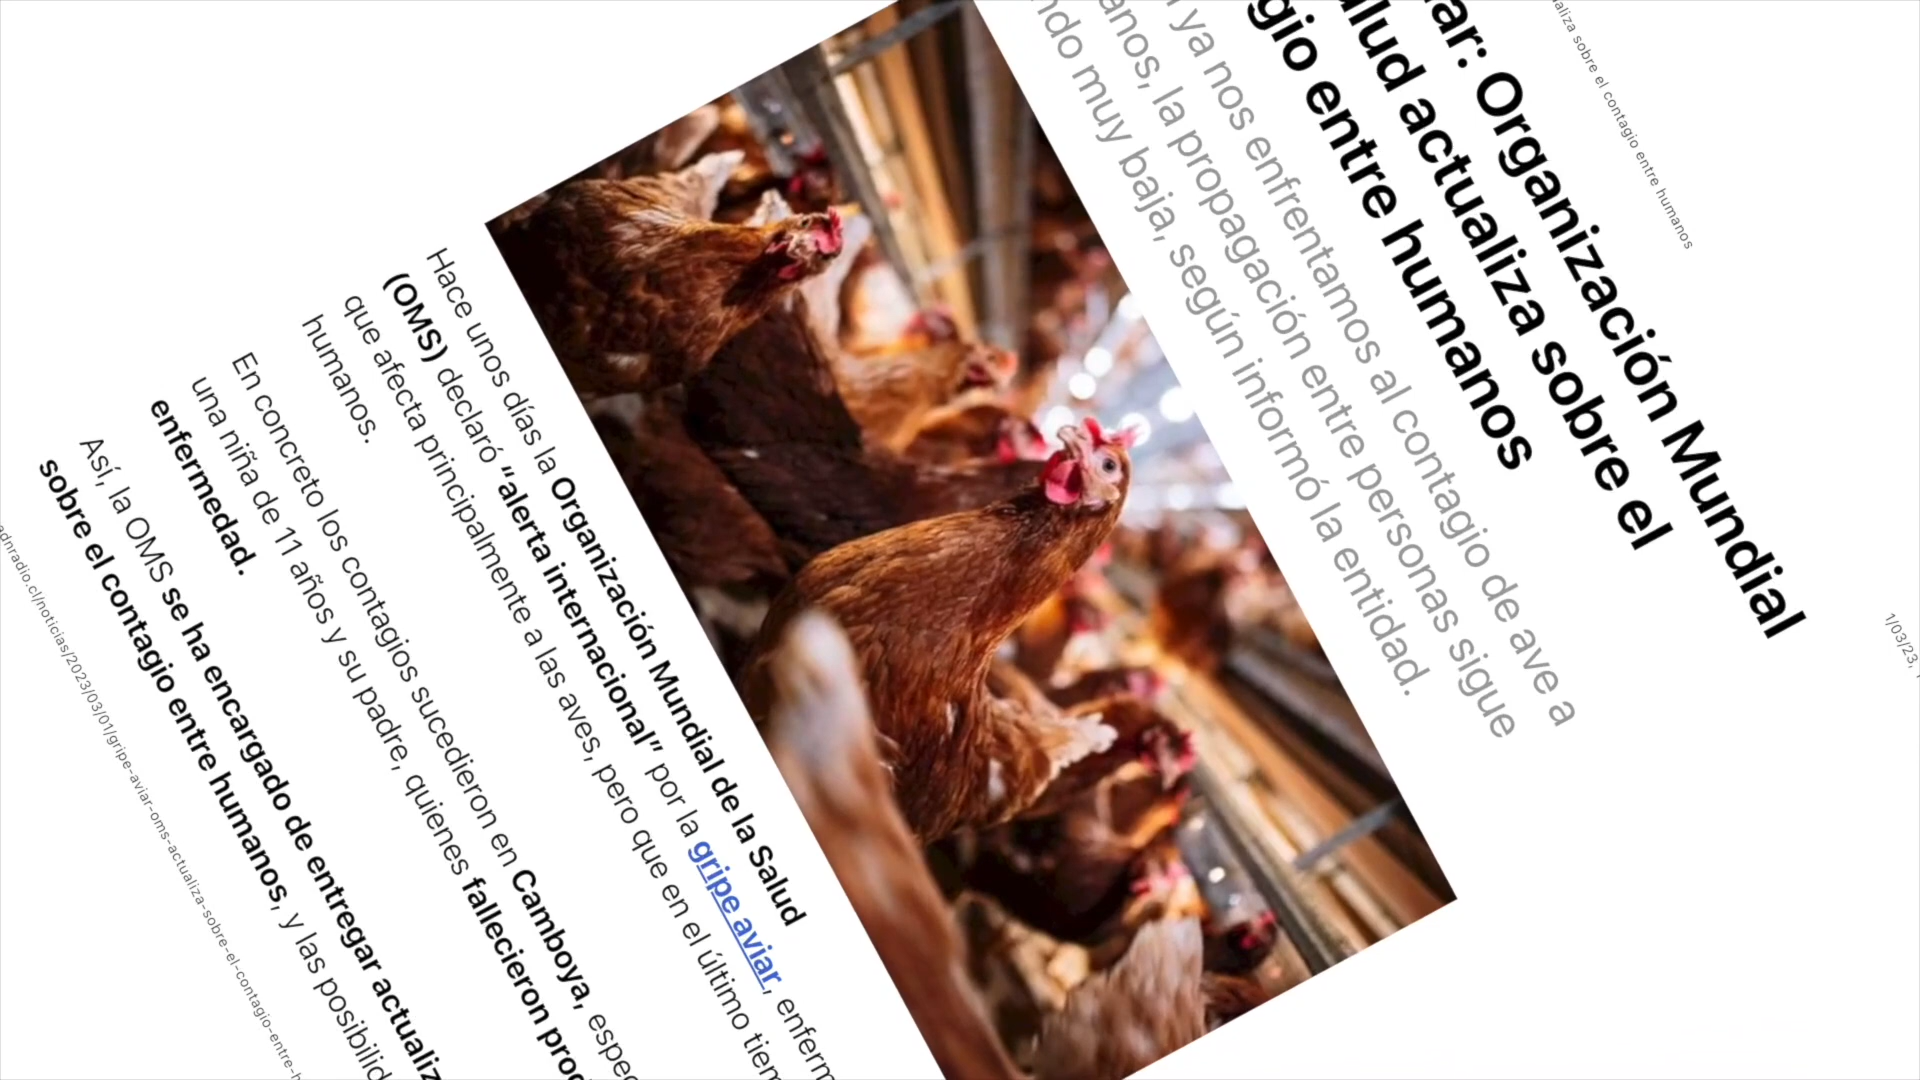 aliza sobre el contagio entre humanos
1/03/23,
ar: Organización Mundial
alud actualiza sobre el
gio entre humanos
ya nos enfrentamos al contagio de ave a
anos, la propagación entre personas sigue
ndo muy baja, según informó la entidad.
Hace unos días la Organización Mundial de la Salud
(OMS) declaró "alerta internacional" por la gripe aviar, enferm
que afecta principalmente a las aves, pero que en el último tiem
humanos.
En concreto los contagios sucedieron en Camboya, espec
una niña de 11 años y su padre, quienes fallecieron proc
enfermedad.
Así, la OMS se ha encargado de entregar actualiz
sobre el contagio entre humanos, y las posibilid
adnradio.cl/noticias/2023/03/01/gripe-aviar-oms-actualiza-sobre-el-contagio-entre-h